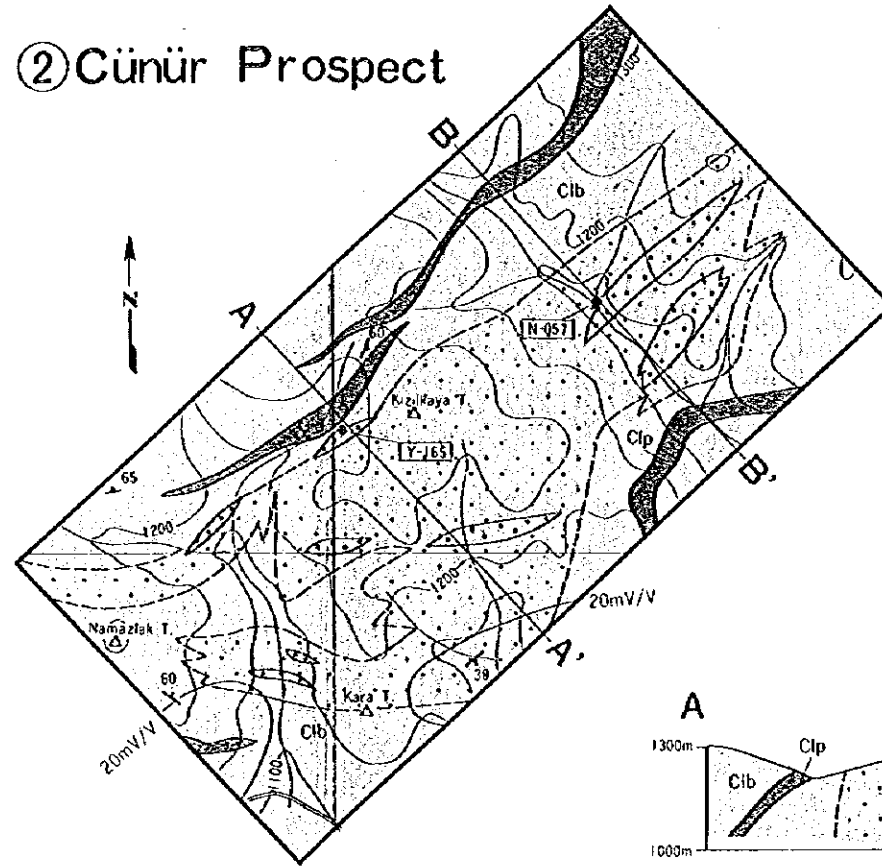 ②Cünür Prospect
1300
B
Clb
1200
N
A
N-057
60
Kızılkaya T.
Clp
Y-165
B'
65
1200
1200
20mV/V
Namazlak T.
A'
60
39
Kara T.
Clb
20mV/V
1100
A
1300m
Clp
Clb
1000m